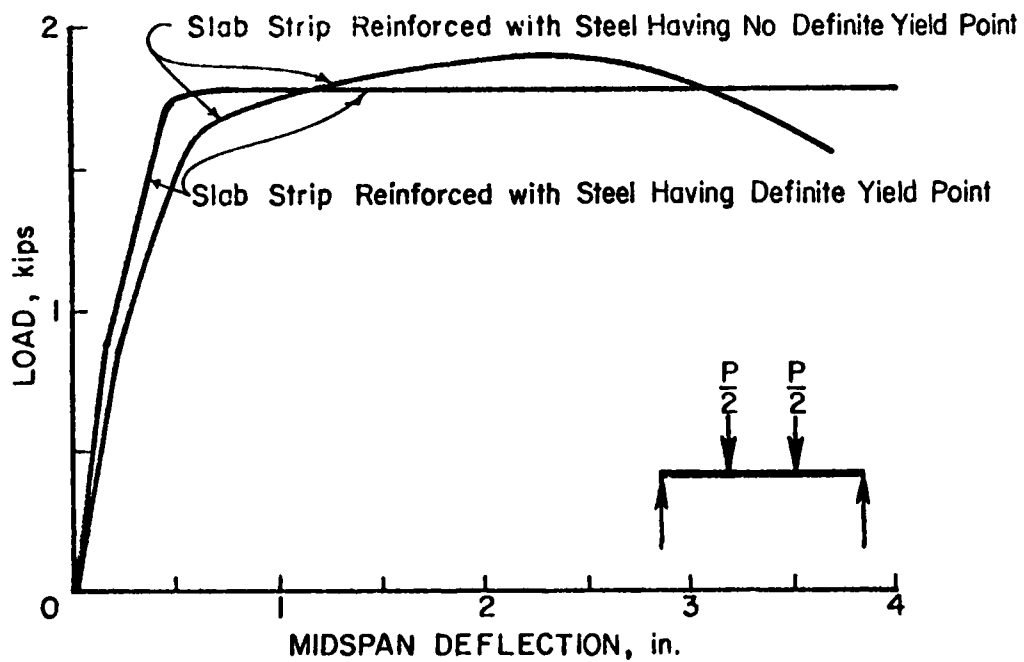 2
Slab Strip Reinforced with Steel Having No Definite Yield Point
Slab Strip Reinforced with Steel Having Definite Yield Point
LOAD, kips
1
P
2
P
2
0
1
2
3
4
MIDSPAN DEFLECTION, in.